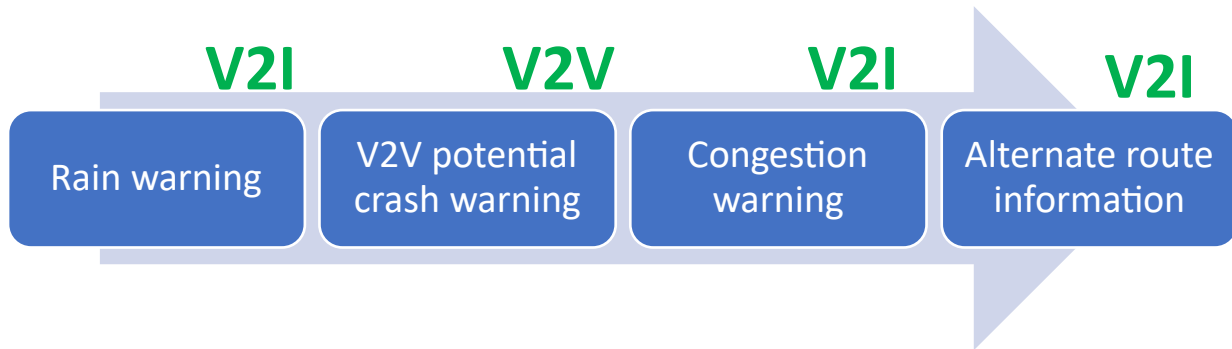 V2I
V2V
V2I
V2I
Rain warning
V2V potential
crash warning
Congestion
warning
Alternate route
information